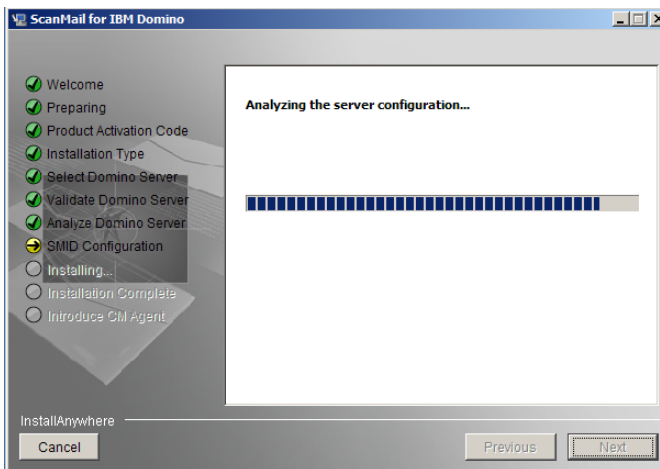 ScanMail for IBM Domino
Welcome
Preparing
Product Activation Code
Installation Type
Select Domino Server
Validate Domino Server
Analyze Domino Server
SMID Configuration
Installing...
Installation Complete
Introduce CM Agent
Analyzing the server configuration...
InstallAnywhere
Cancel
Previous
Next